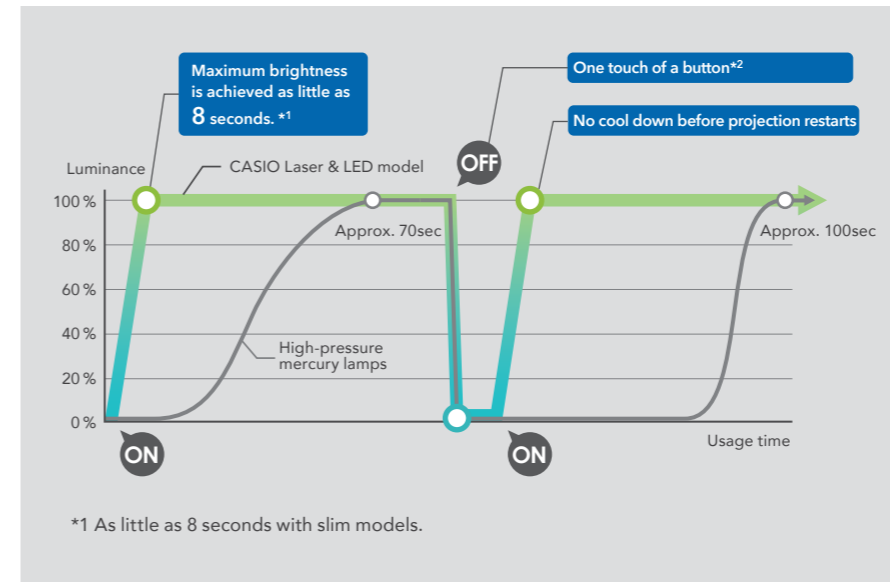 Maximum brightness
is achieved as little as
8 seconds. *1
One touch of a button*2
No cool down before projection restarts
OFF
Luminance
CASIO Laser & LED model
100 %
Approx. 70sec
Approx. 100sec
80 %
60 %
40 %
High-pressure
mercury lamps
20 %
0 %
Usage time
ON
ON
*1 As little as 8 seconds with slim models.